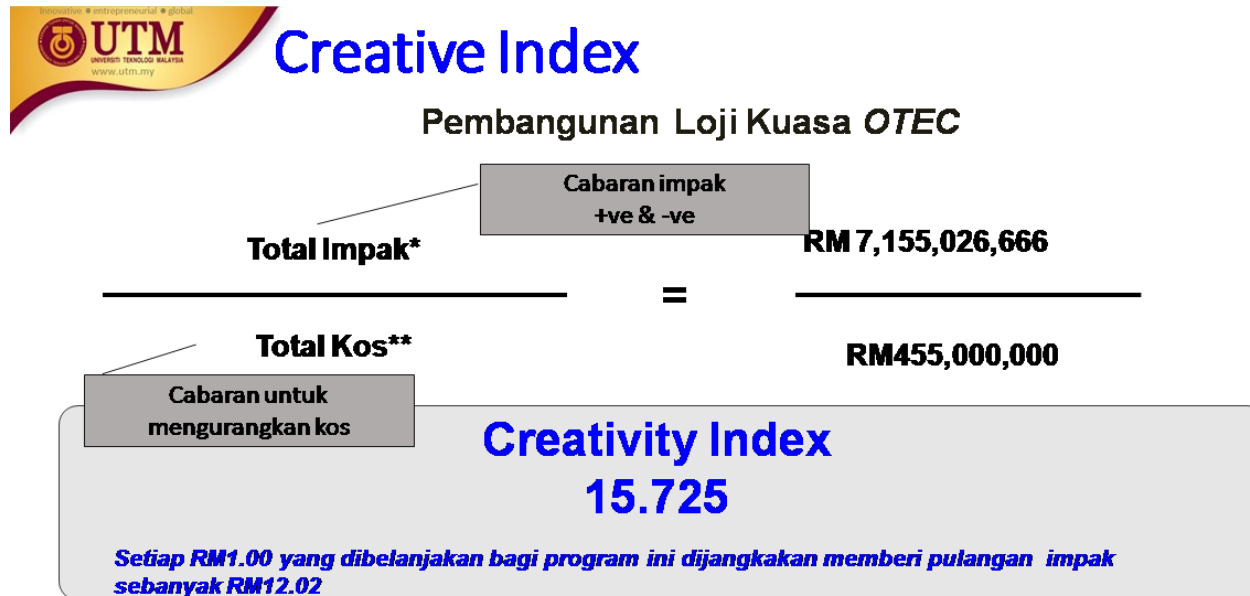 Innovative • entrepreneurial • global
UTM
UNIVERSITI TEKNOLOGI MALAYSIA
www.utm.my
Creative Index
Pembangunan Loji Kuasa OTEC
Cabaran impak
+ve & -ve
Total Impak*
=
RM 7,155,026,666
Total Kos**
RM455,000,000
Cabaran untuk
mengurangkan kos
Creativity Index
15.725
Setiap RM1.00 yang dibelanjakan bagi program ini dijangkakan memberi pulangan impak
sebanyak RM12.02